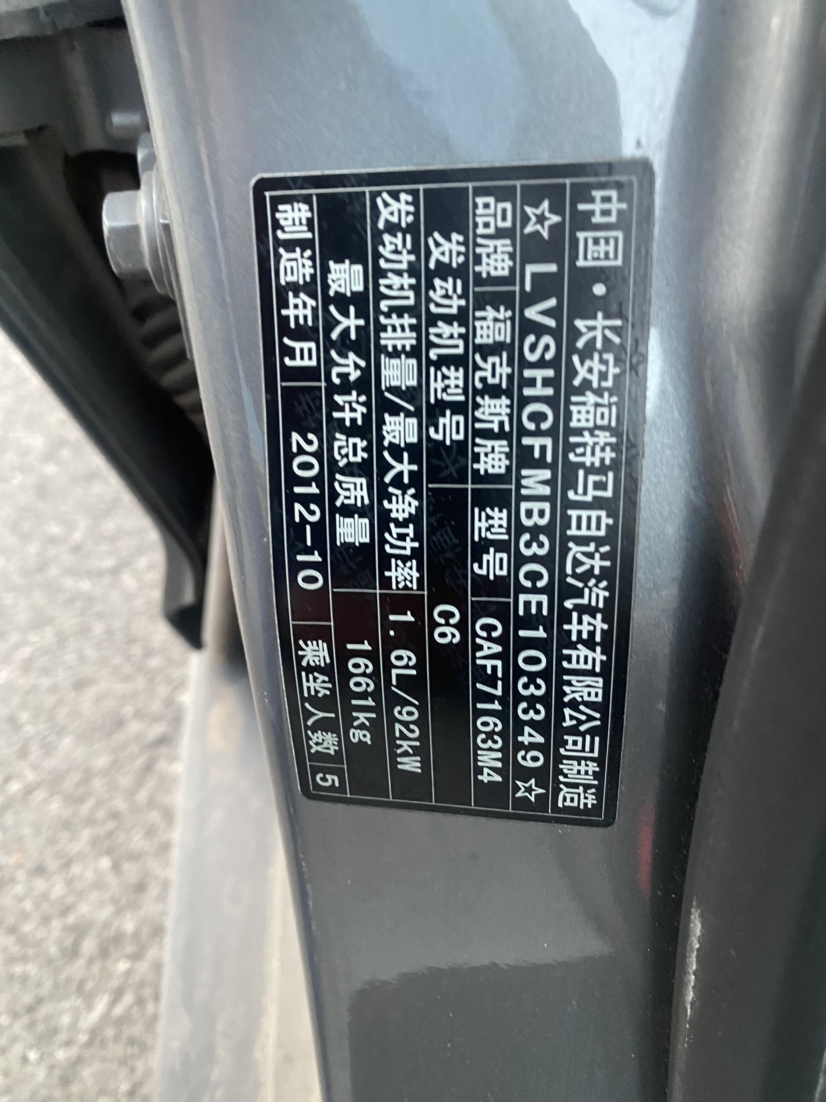 中国·长安福特马自达汽车有限公司制造
☆LVSHCFMB3CE103349☆
品牌 福克斯牌 型号 CAF7163M4
发动机型号 C6
发动机排量/最大净功率 1.6L/92kW
最大允许总质量 1661kg
制造年月 2012-10 乘坐人数 5